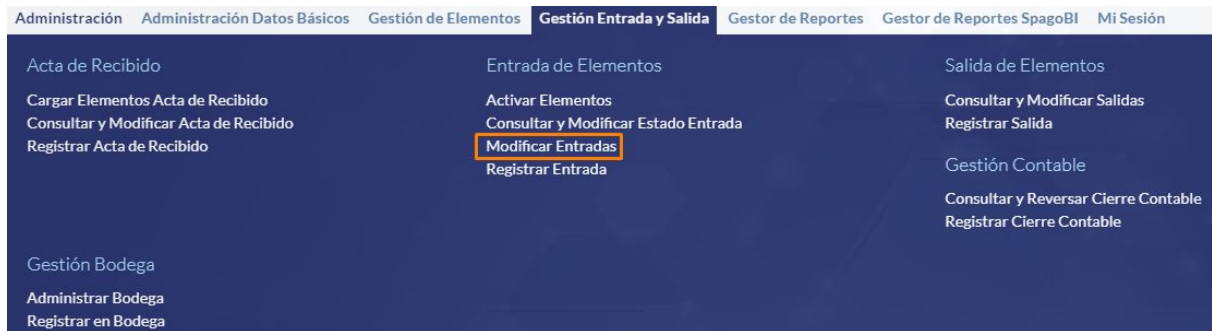 Administración Administración Datos Básicos Gestión de Elementos Gestión Entrada y Salida Gestor de Reportes Gestor de Reportes SpagoBI Mi Sesión
Acta de Recibido
Cargar Elementos Acta de Recibido
Consultar y Modificar Acta de Recibido
Registrar Acta de Recibido
Entrada de Elementos
Activar Elementos
Consultar y Modificar Estado Entrada
Modificar Entradas
Registrar Entrada
Salida de Elementos
Consultar y Modificar Salidas
Registrar Salida
Gestión Contable
Consultar y Reversar Cierre Contable
Registrar Cierre Contable
Gestión Bodega
Administrar Bodega
Registrar en Bodega